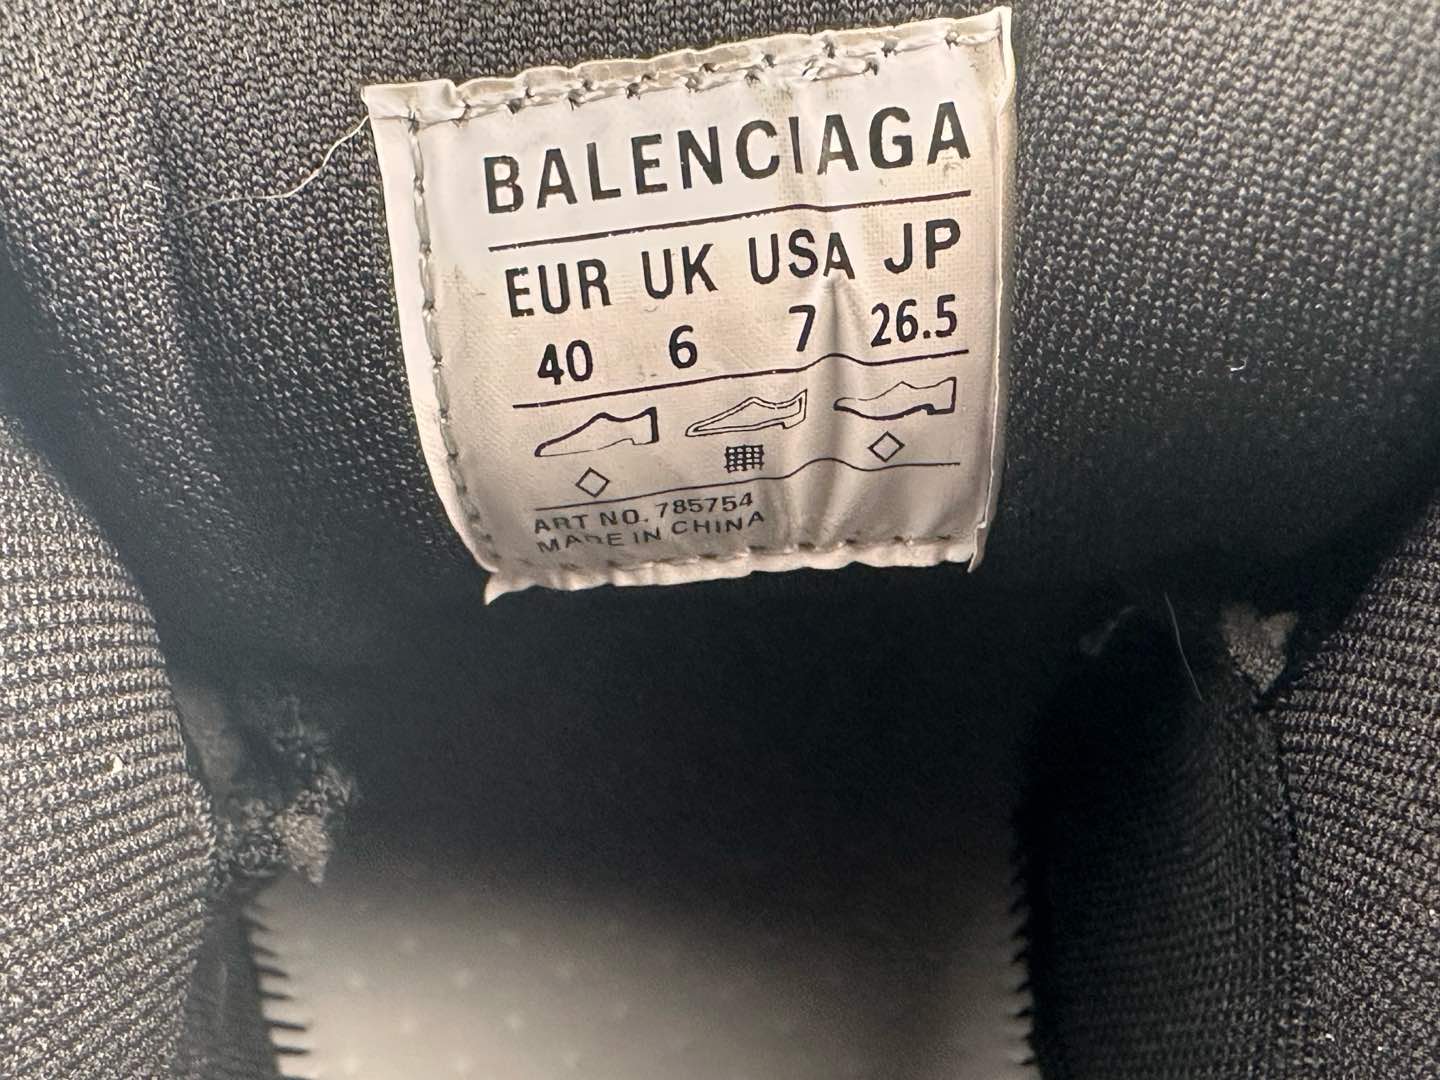 BALENCIAGA
EUR UK USA JP
40 6 7 26.5
ART NO. 785754
MADE IN CHINA